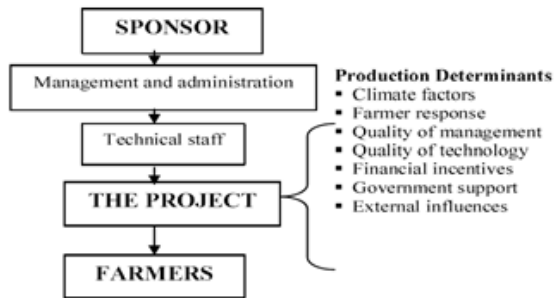 SPONSOR
Management and administration
Technical staff
THE PROJECT
FARMERS
Production Determinants
▪ Climate factors
▪ Farmer response
▪ Quality of management
▪ Quality of technology
▪ Financial incentives
▪ Government support
▪ External influences